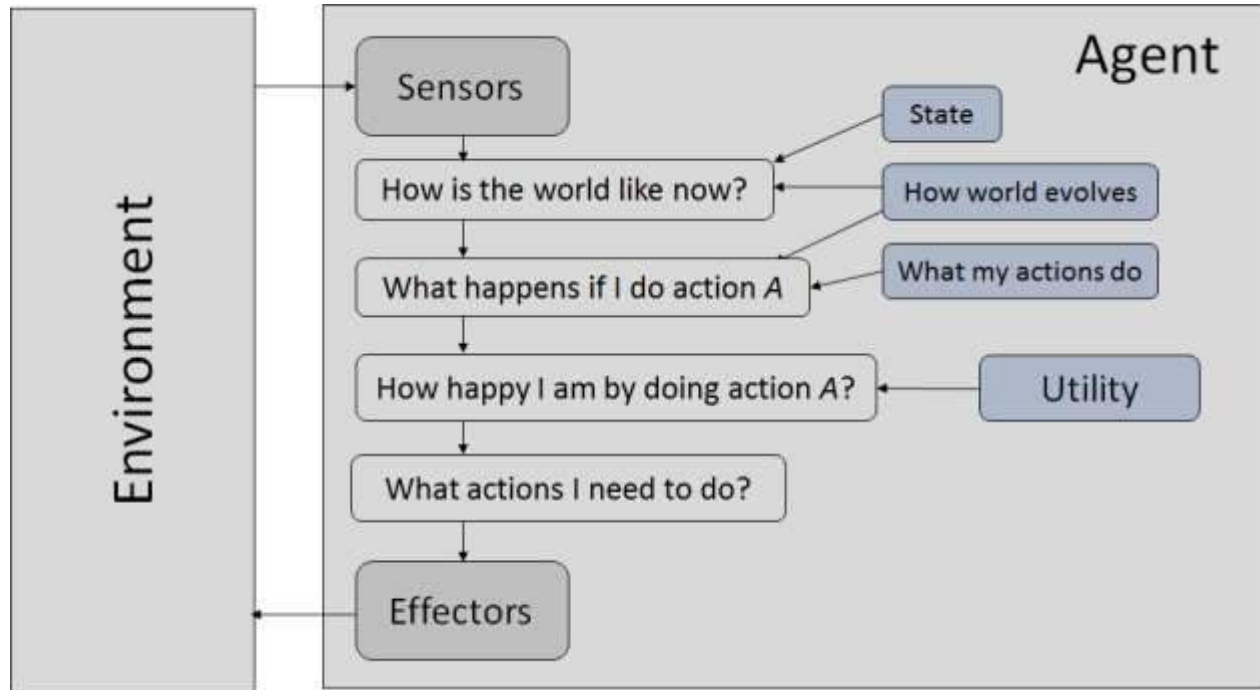 Agent
Environment
Sensors
State
How is the world like now?
How world evolves
What happens if I do action A
What my actions do
How happy I am by doing action A?
Utility
What actions I need to do?
Effectors